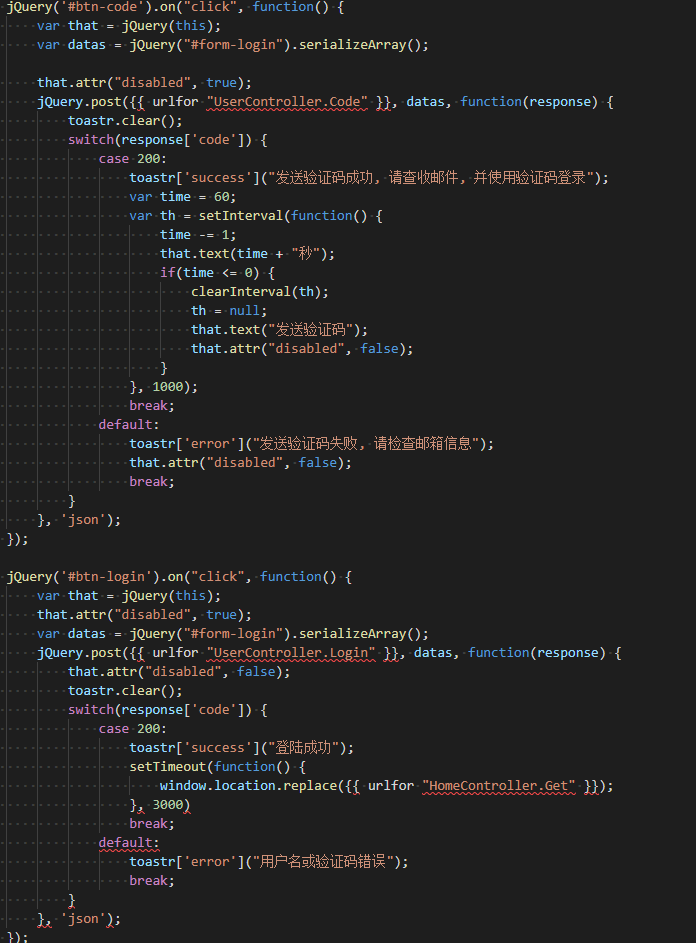 jQuery('#btn-code').on("click", function() {
    var that = jQuery(this);
    var datas = jQuery("#form-login").serializeArray();

    that.attr("disabled", true);
    jQuery.post({{ urlfor "UserController.Code" }}, datas, function(response) {
        toastr.clear();
        switch(response['code']) {
            case 200:
                toastr['success']("发送验证码成功, 请查收邮件, 并使用验证码登录");
                var time = 60;
                var th = setInterval(function() {
                    time -= 1;
                    that.text(time + "秒");
                    if(time <= 0) {
                        clearInterval(th);
                        th = null;
                        that.text("发送验证码");
                        that.attr("disabled", false);
                    }
                }, 1000);
                break;
            default:
                toastr['error']("发送验证码失败, 请检查邮箱信息");
                that.attr("disabled", false);
                break;
        }
    }, 'json');
});

jQuery('#btn-login').on("click", function() {
    var that = jQuery(this);
    that.attr("disabled", true);
    var datas = jQuery("#form-login").serializeArray();
    jQuery.post({{ urlfor "UserController.Login" }}, datas, function(response) {
        that.attr("disabled", false);
        toastr.clear();
        switch(response['code']) {
            case 200:
                toastr['success']("登陆成功");
                setTimeout(function() {
                    window.location.replace({{ urlfor "HomeController.Get" }});
                }, 3000)
                break;
            default:
                toastr['error']("用户名或验证码错误");
                break;
        }
    }, 'json');
});